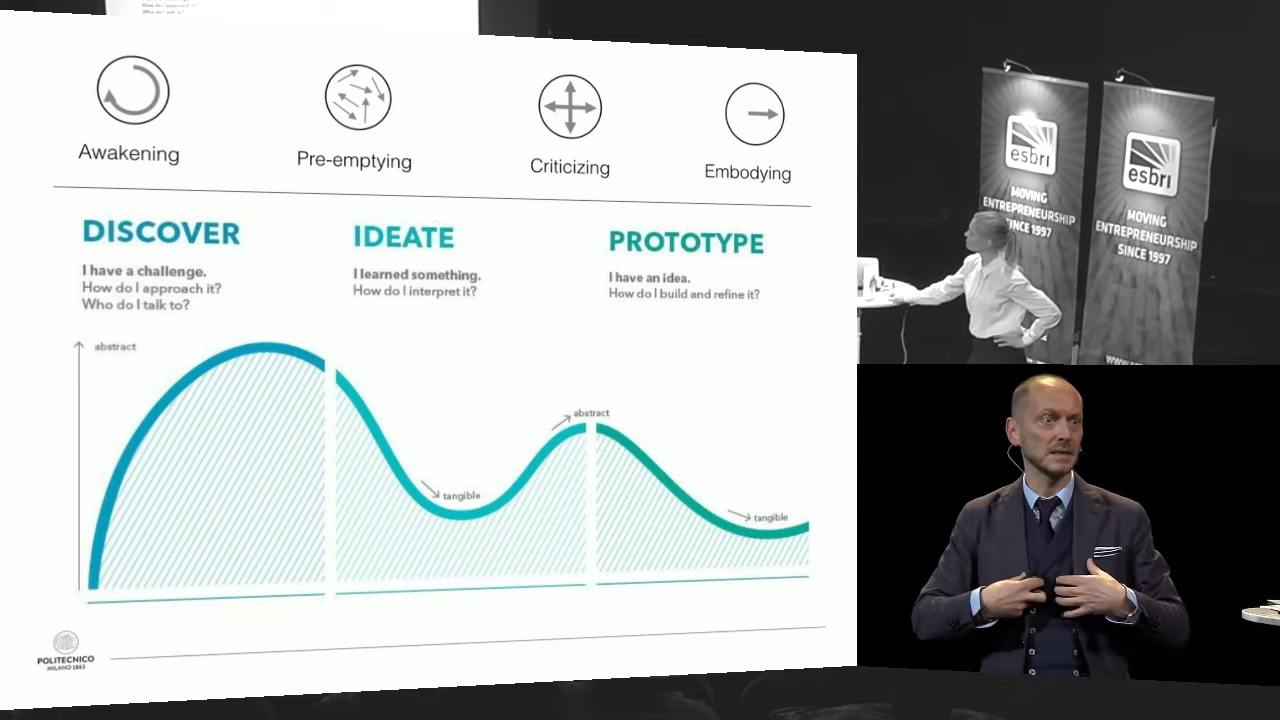 Awakening
Pre-emptying
Criticizing
Embodying
DISCOVER
I have a challenge.
How do I approach it?
Who do I talk to?
IDEATE
I learned something.
How do I interpret it?
PROTOTYPE
I have an idea.
How do I build and refine it?
abstract
tangible
abstract
tangible
POLITECNICO
MILANO 1863
esbri
MOVING
ENTREPRENEURSHIP
SINCE 1997
esbri
MOVING
ENTREPRENEURSHIP
SINCE 1997